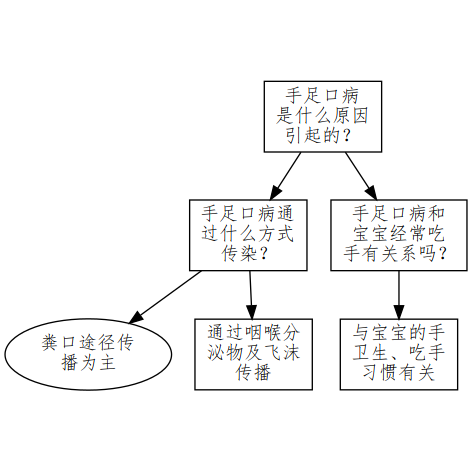 手足口病
是什么原因
引起的？
手足口病通
过什么方式
传染？
手足口病和
宝宝经常吃
手有关系吗？
粪口途径传
播为主
通过咽喉分
泌物及飞沫
传播
与宝宝的手
卫生、吃手
习惯有关